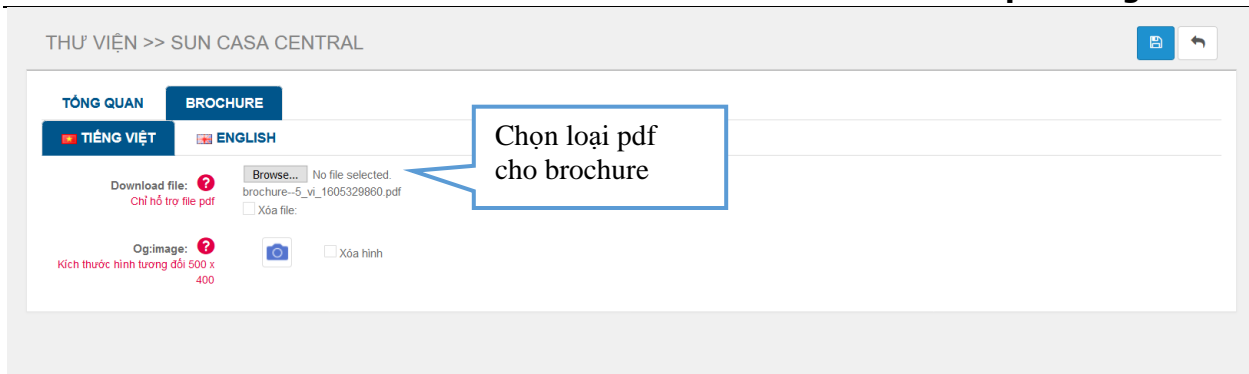 THƯ VIỆN >> SUN CASA CENTRAL
TỔNG QUAN BROCHURE
TIẾNG VIỆT ENGLISH
Chọn loại pdf
cho brochure
Download file: ?
Chỉ hỗ trợ file pdf
Browse... No file selected.
brochure--5_vi_1605329860.pdf
Xóa file:
Og:image: ?
Kích thước hình tương đối 500 x
400
Xóa hình